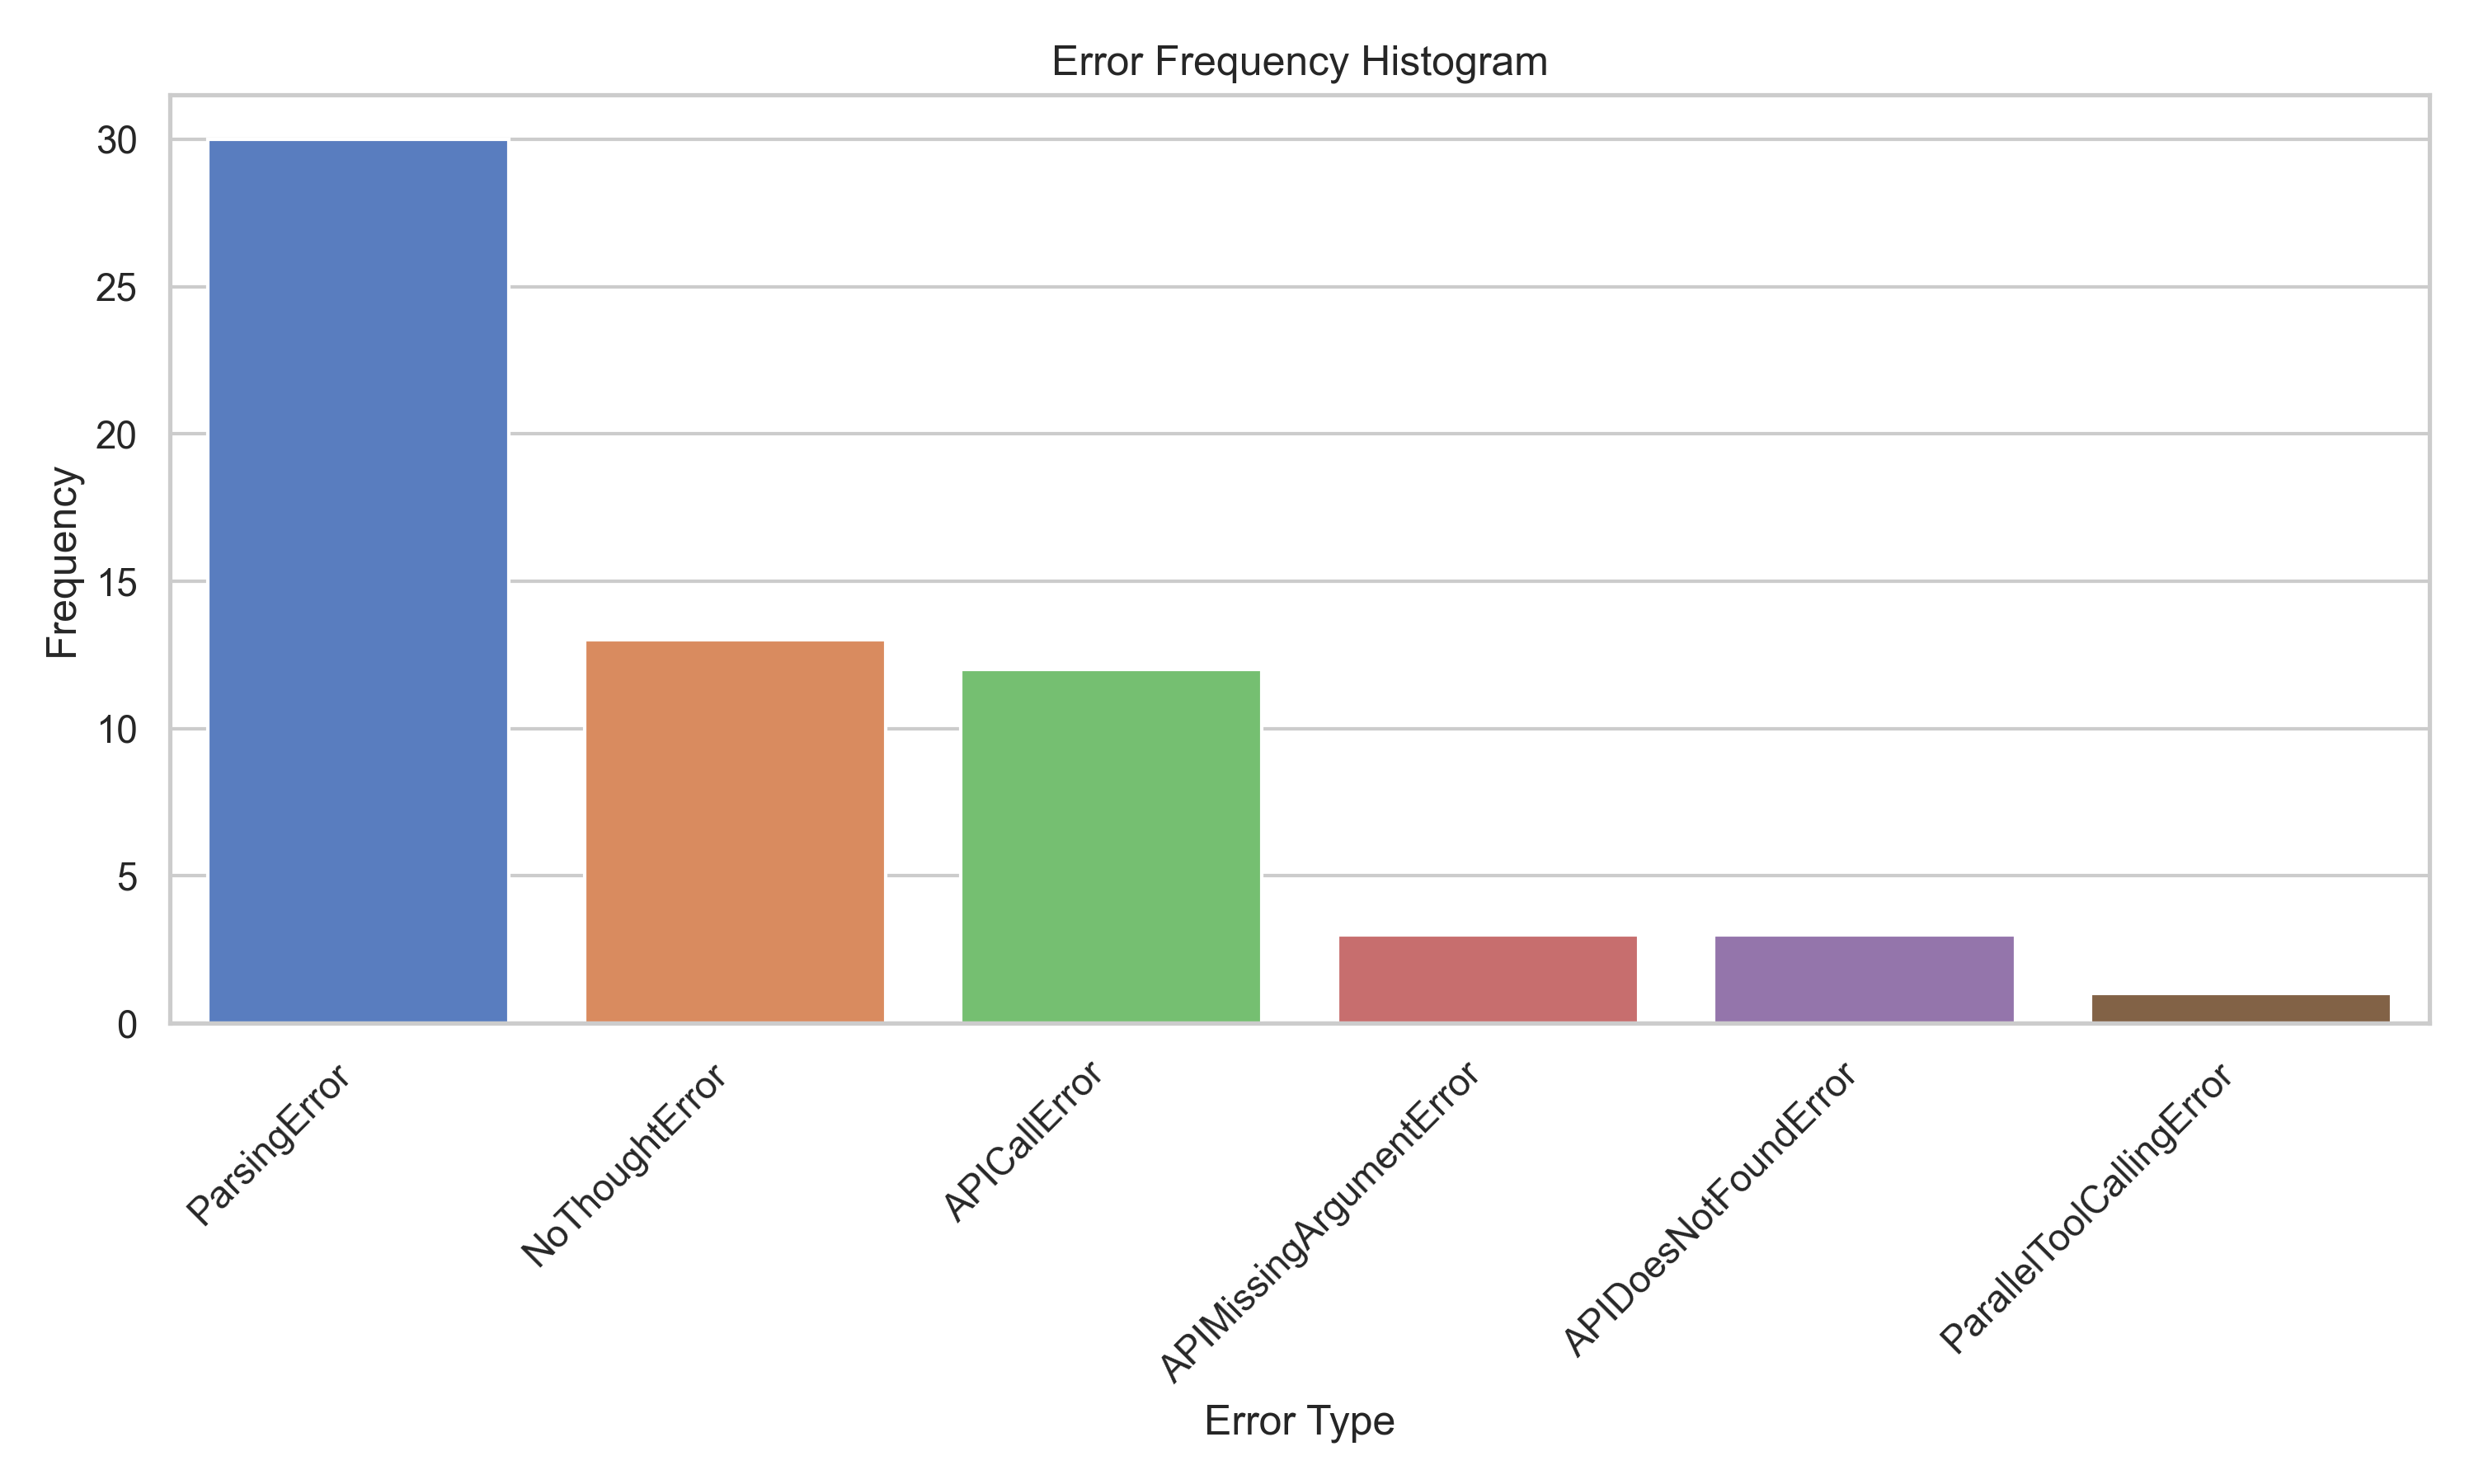 Error Frequency Histogram
30
25
20
15
10
5
0
Frequency
ParsingError
NoThoughtError
APICallError
APIMissingArgumentError
APIDoesNotFoundError
ParallelToolCallingError
Error Type